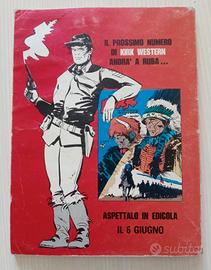 IL PROSSIMO NUMERO
DI KIRK WESTERN
ANDRA' A RUBA...
ASPETTALO IN EDICOLA
IL 6 GIUGNO
subito